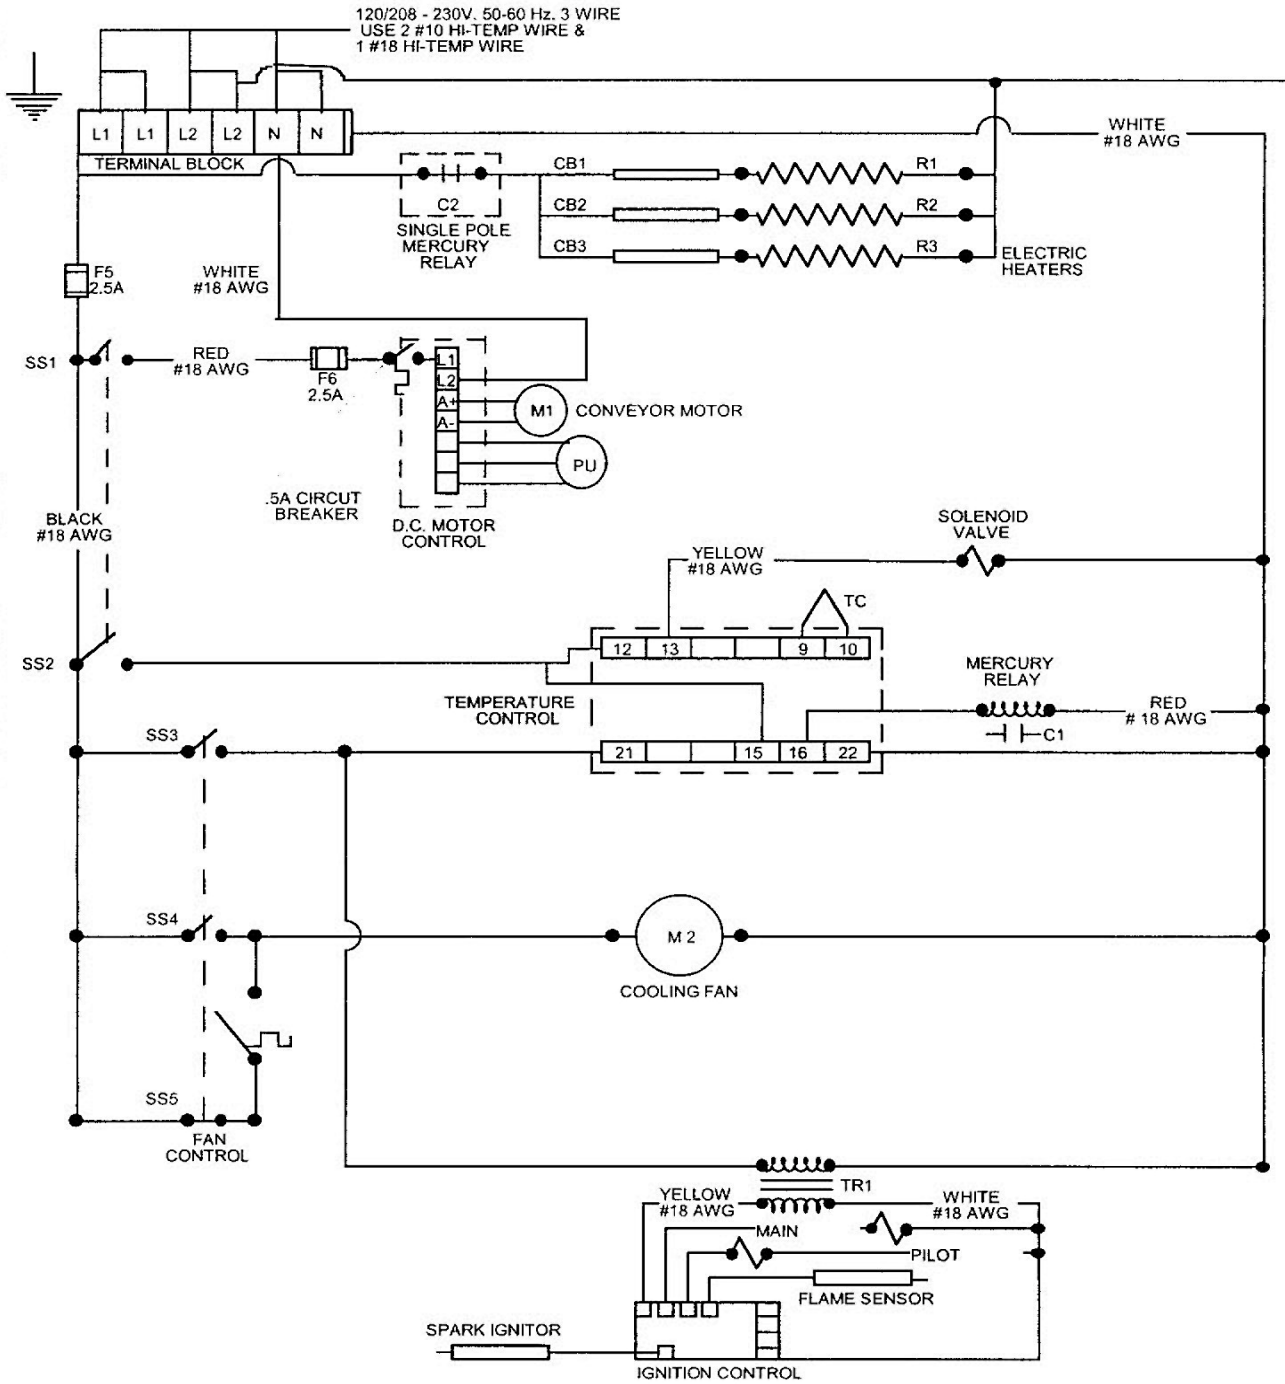 120/208 - 230V. 50-60 Hz. 3 WIRE
USE 2 #10 HI-TEMP WIRE &
1 #18 HI-TEMP WIRE
L1 L1 L2 L2 N N
TERMINAL BLOCK
WHITE
#18 AWG
CB1
R1
C2
CB2
R2
SINGLE POLE
MERCURY
RELAY
CB3
R3
ELECTRIC
HEATERS
F5
2.5A
WHITE
#18 AWG
SS1
RED
#18 AWG
F6
2.5A
L1
L2
A+
A-
M1
CONVEYOR MOTOR
PU
.5A CIRCUT
BREAKER
D.C. MOTOR
CONTROL
BLACK
#18 AWG
SOLENOID
VALVE
YELLOW
#18 AWG
TC
12 13 9 10
SS2
MERCURY
RELAY
TEMPERATURE
CONTROL
RED
# 18 AWG
C1
SS3
21 15 16 22
SS4
M 2
COOLING FAN
SS5
FAN
CONTROL
TR1
YELLOW
#18 AWG
WHITE
#18 AWG
MAIN
PILOT
FLAME SENSOR
SPARK IGNITOR
IGNITION CONTROL